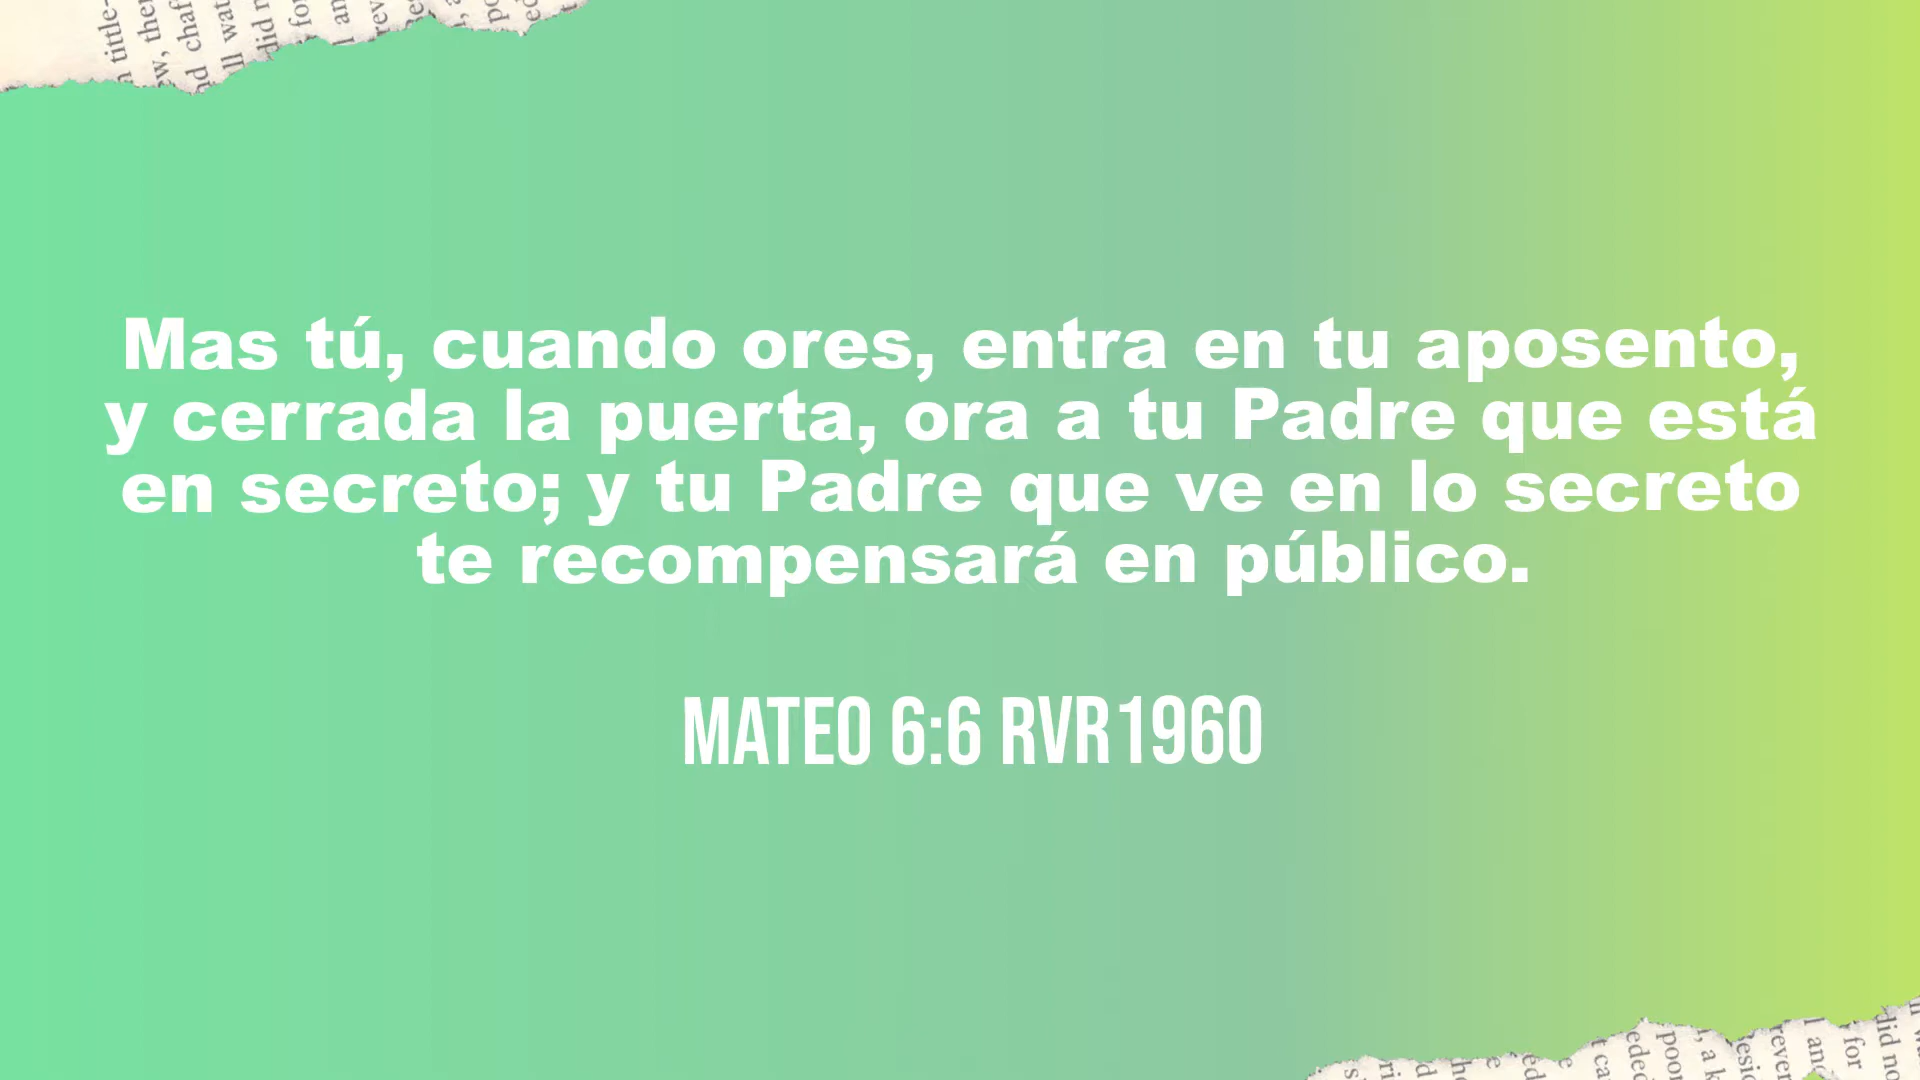 Mas tú, cuando ores, entra en tu aposento,
y cerrada la puerta, ora a tu Padre que está
en secreto; y tu Padre que ve en lo secreto
te recompensará en público.
MATEO 6:6 RVR1960